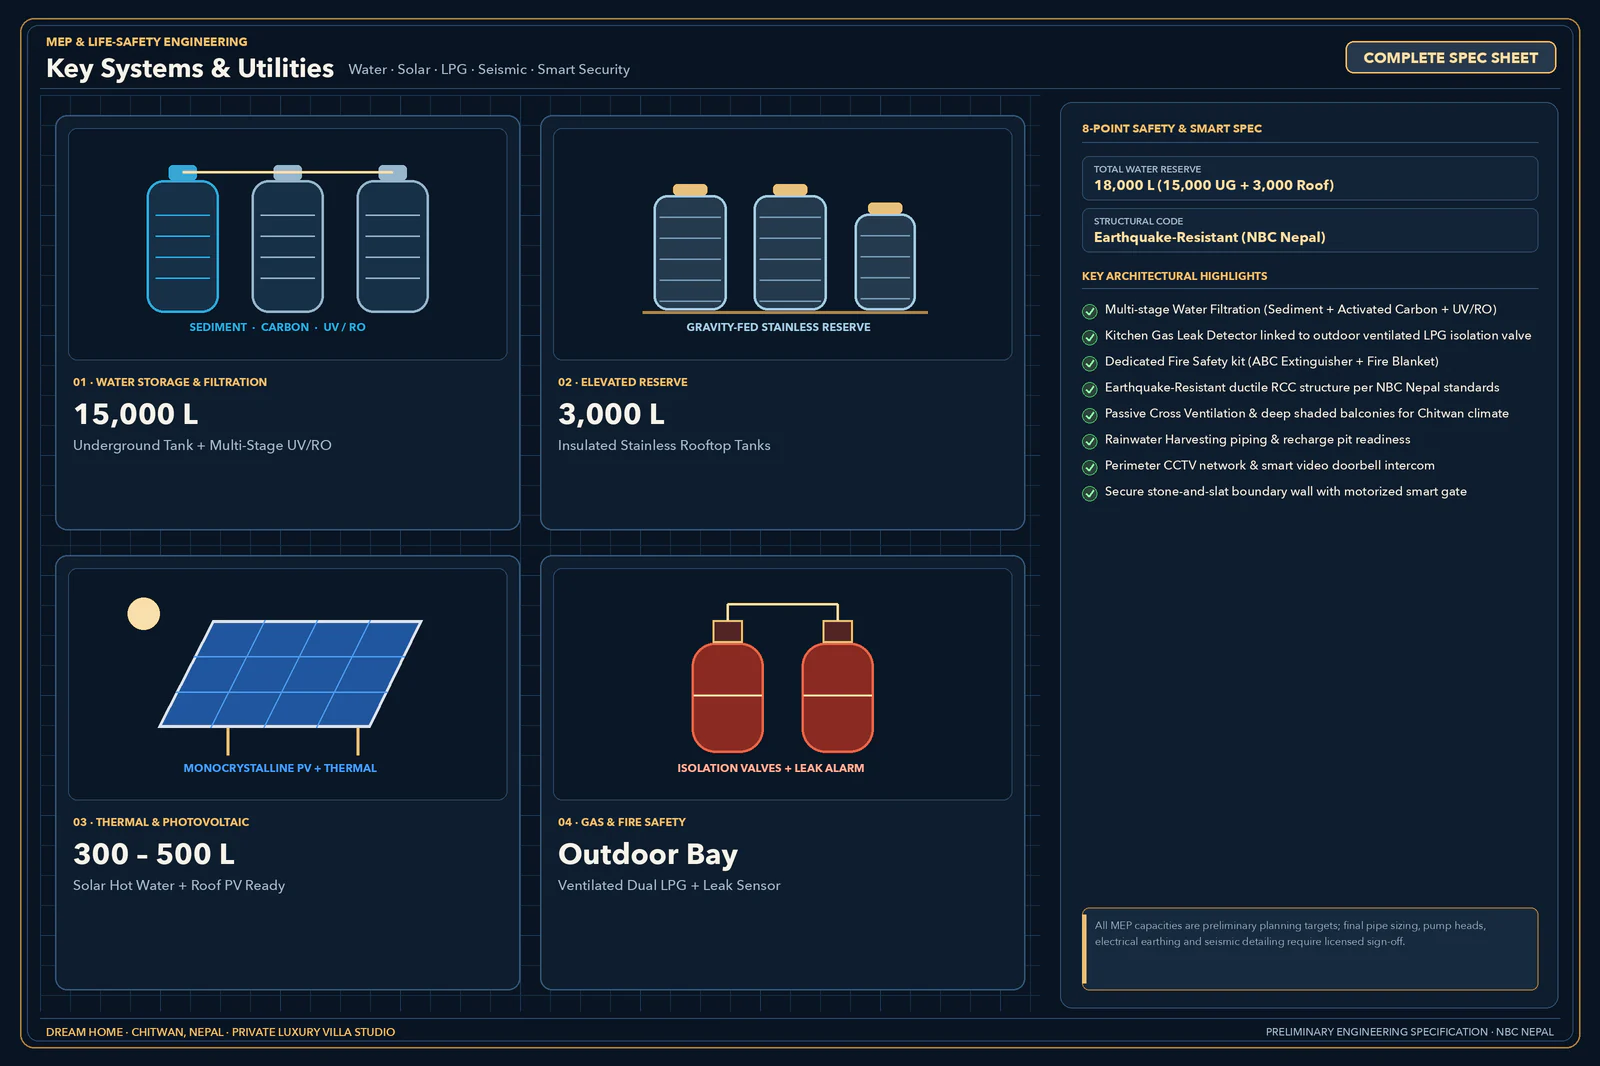 MEP & LIFE-SAFETY ENGINEERING
Key Systems & Utilities
Water · Solar · LPG · Seismic · Smart Security
COMPLETE SPEC SHEET
SEDIMENT · CARBON · UV / RO
01 · WATER STORAGE & FILTRATION
15,000 L
Underground Tank + Multi-Stage UV/RO
GRAVITY-FED STAINLESS RESERVE
02 · ELEVATED RESERVE
3,000 L
Insulated Stainless Rooftop Tanks
MONOCRYSTALLINE PV + THERMAL
03 · THERMAL & PHOTOVOLTAIC
300 – 500 L
Solar Hot Water + Roof PV Ready
ISOLATION VALVES + LEAK ALARM
04 · GAS & FIRE SAFETY
Outdoor Bay
Ventilated Dual LPG + Leak Sensor
8-POINT SAFETY & SMART SPEC
TOTAL WATER RESERVE
18,000 L (15,000 UG + 3,000 Roof)
STRUCTURAL CODE
Earthquake-Resistant (NBC Nepal)
KEY ARCHITECTURAL HIGHLIGHTS
Multi-stage Water Filtration (Sediment + Activated Carbon + UV/RO)
Kitchen Gas Leak Detector linked to outdoor ventilated LPG isolation valve
Dedicated Fire Safety kit (ABC Extinguisher + Fire Blanket)
Earthquake-Resistant ductile RCC structure per NBC Nepal standards
Passive Cross Ventilation & deep shaded balconies for Chitwan climate
Rainwater Harvesting piping & recharge pit readiness
Perimeter CCTV network & smart video doorbell intercom
Secure stone-and-slat boundary wall with motorized smart gate
All MEP capacities are preliminary planning targets; final pipe sizing, pump heads,
electrical earthing and seismic detailing require licensed sign-off.
DREAM HOME · CHITWAN, NEPAL · PRIVATE LUXURY VILLA STUDIO
PRELIMINARY ENGINEERING SPECIFICATION · NBC NEPAL